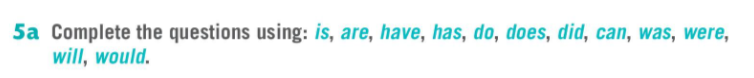 5a Complete the questions using: is, are, have, has, do, does, did, can, was, were,
will, would.